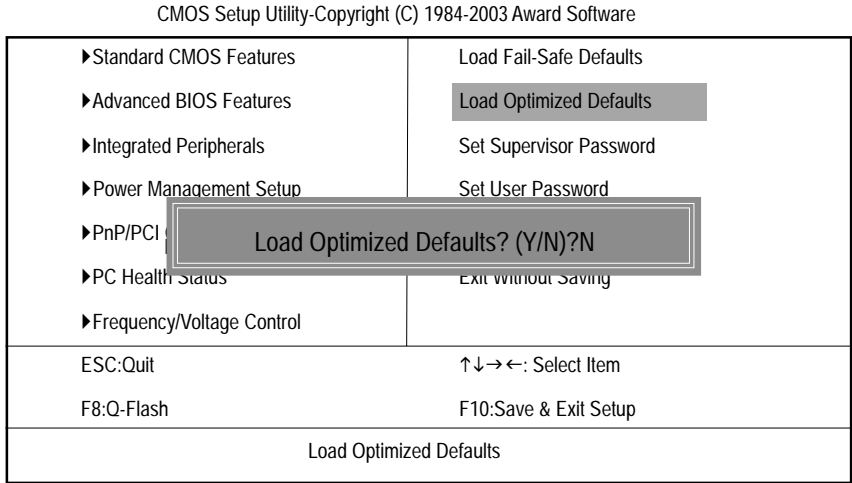 CMOS Setup Utility-Copyright (C) 1984-2003 Award Software
▶Standard CMOS Features
Load Fail-Safe Defaults
▶Advanced BIOS Features
Load Optimized Defaults
▶Integrated Peripherals
Set Supervisor Password
▶Power Management Setup
Set User Password
▶PnP/PCI
Load Optimized Defaults? (Y/N)?N
▶PC Health Status
Exit Without Saving
▶Frequency/Voltage Control
ESC:Quit
↑↓→←: Select Item
F8:Q-Flash
F10:Save & Exit Setup
Load Optimized Defaults